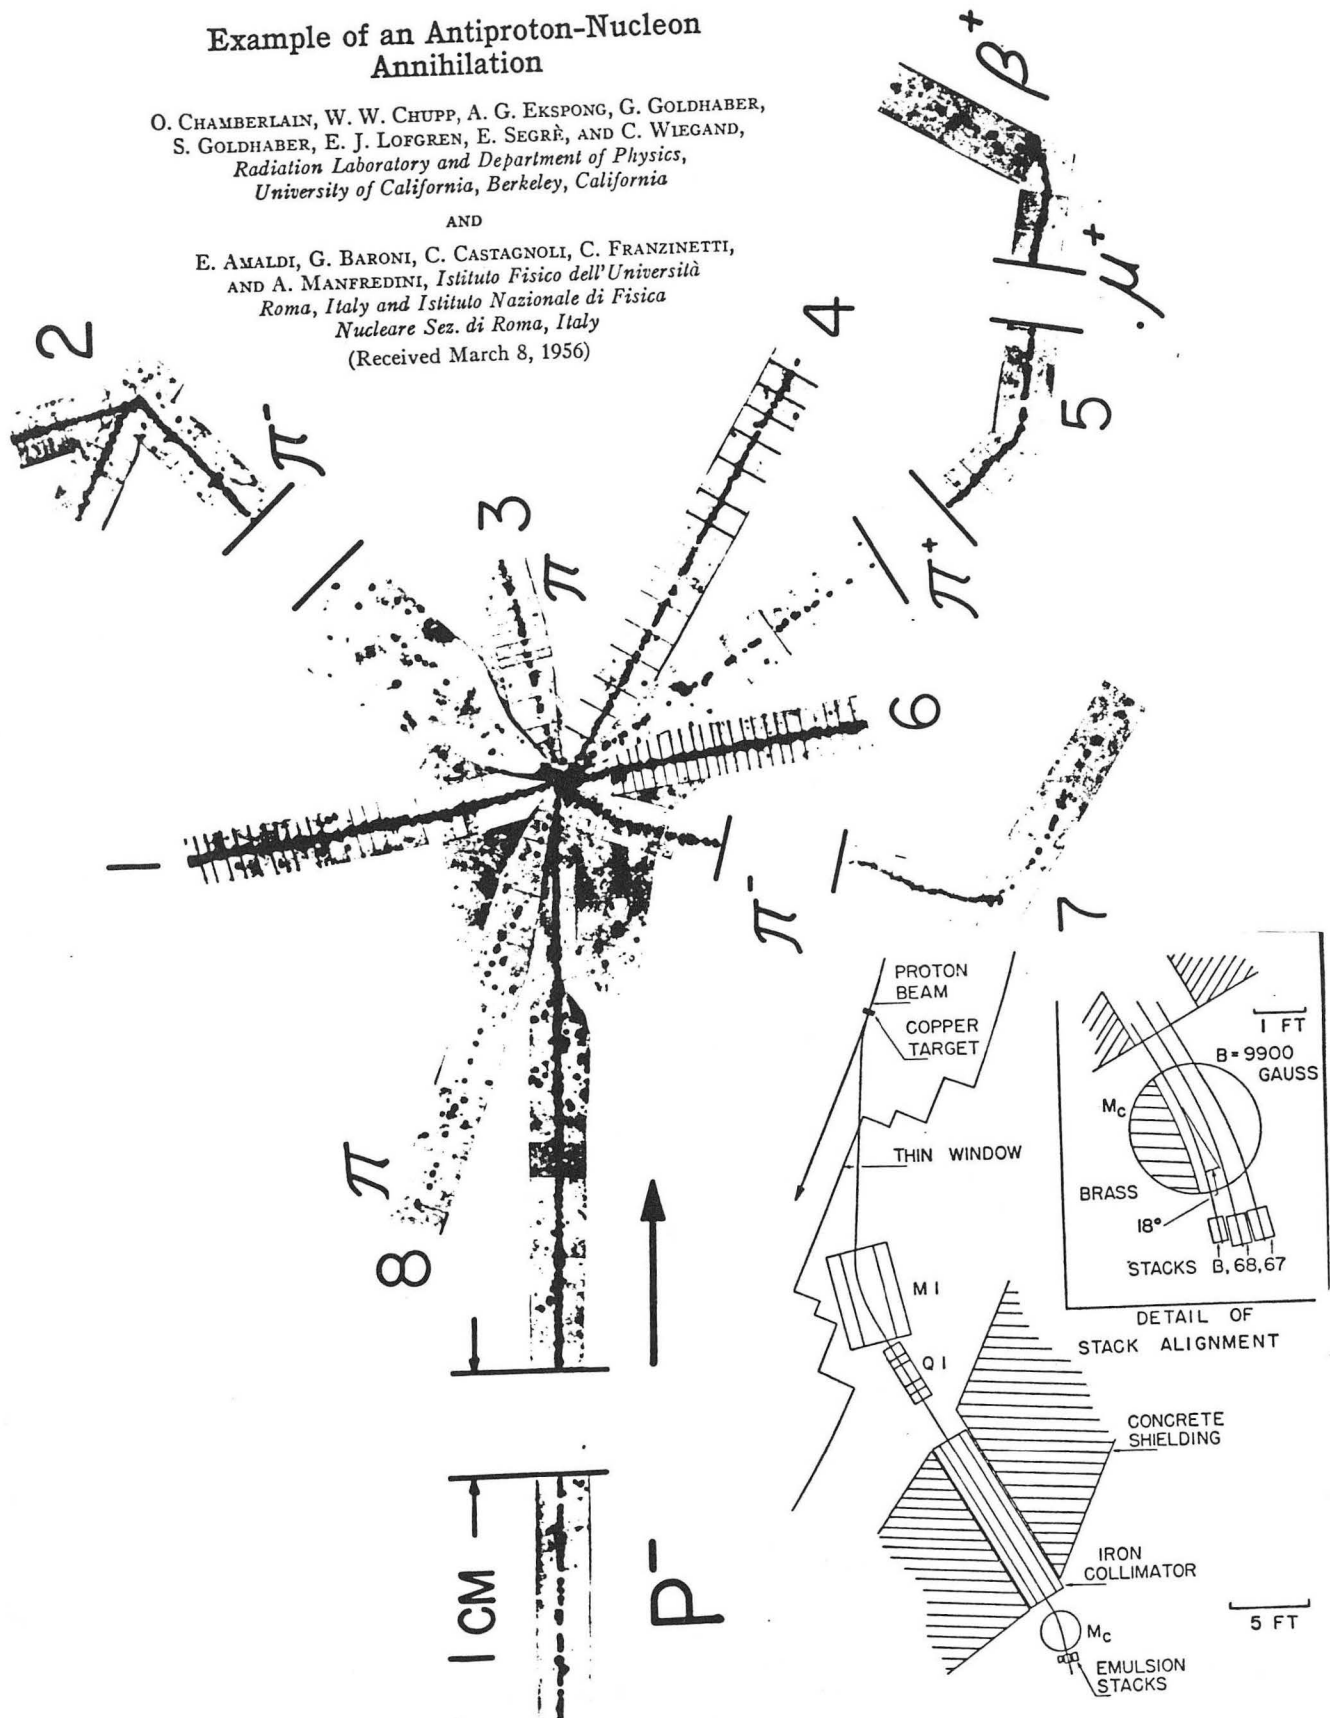 Example of an Antiproton-Nucleon
Annihilation
O. CHAMBERLAIN, W. W. CHUPP, A. G. EKSPONG, G. GOLDHABER,
S. GOLDHABER, E. J. LOFGREN, E. SEGRÈ, AND C. WIEGAND,
Radiation Laboratory and Department of Physics,
University of California, Berkeley, California
AND
E. AMALDI, G. BARONI, C. CASTAGNOLI, C. FRANZINETTI,
AND A. MANFREDINI, Istituto Fisico dell'Università
Roma, Italy and Istituto Nazionale di Fisica
Nucleare Sez. di Roma, Italy
(Received March 8, 1956)
β+
μ+
2
π-
3
π
4
5
π+
6
1
π-
7
π
8
1 CM
P-
PROTON
BEAM
COPPER
TARGET
THIN WINDOW
M1
Q1
CONCRETE
SHIELDING
IRON
COLLIMATOR
Mc
EMULSION
STACKS
5 FT
1 FT
B = 9900
GAUSS
Mc
BRASS
18°
STACKS B, 68, 67
DETAIL OF
STACK ALIGNMENT